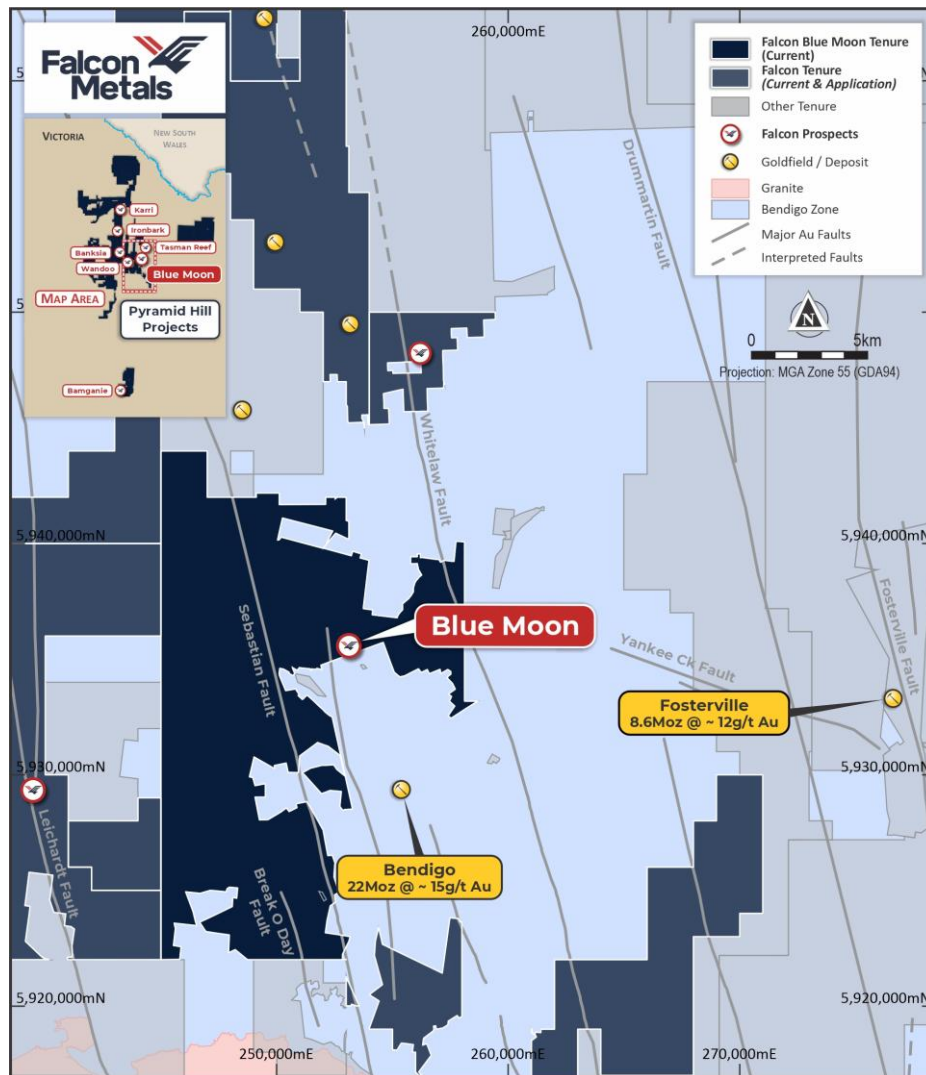 Falcon
Metals
VICTORIA
NEW SOUTH
WALES
Karri
Ironbark
Banksia
Tasman Reef
Wandoo
Blue Moon
MAP AREA
Pyramid Hill
Projects
Bamganie
260,000mE
Falcon Blue Moon Tenure
(Current)
Falcon Tenure
(Current & Application)
Other Tenure
Falcon Prospects
Goldfield / Deposit
Granite
Bendigo Zone
Major Au Faults
Interpreted Faults
N
0 5km
Projection: MGA Zone 55 (GDA94)
Drummartin Fault
Whitelaw Fault
5,940,000mN
5,940,000mN
Sebastian Fault
Blue Moon
Yankee Ck Fault
Fosterville Fault
Fosterville
8.6Moz @ ~ 12g/t Au
5,930,000mN
5,930,000mN
Leichardt Fault
Bendigo
22Moz @ ~ 15g/t Au
Break O Day
Fault
5,920,000mN
5,920,000mN
250,000mE
260,000mE
270,000mE